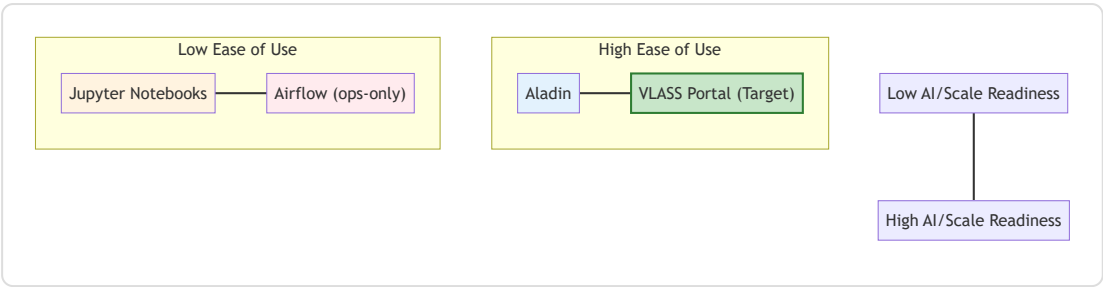 Low Ease of Use
Jupyter Notebooks
Airflow (ops-only)
High Ease of Use
Aladin
VLASS Portal (Target)
Low AI/Scale Readiness
High AI/Scale Readiness